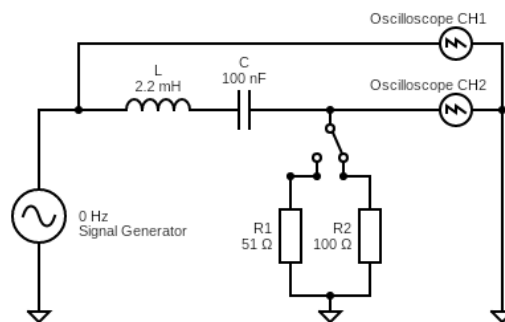 Oscilloscope CH1
L
2.2 mH
C
100 nF
Oscilloscope CH2
0 Hz
Signal Generator
R1
51 Ω
R2
100 Ω